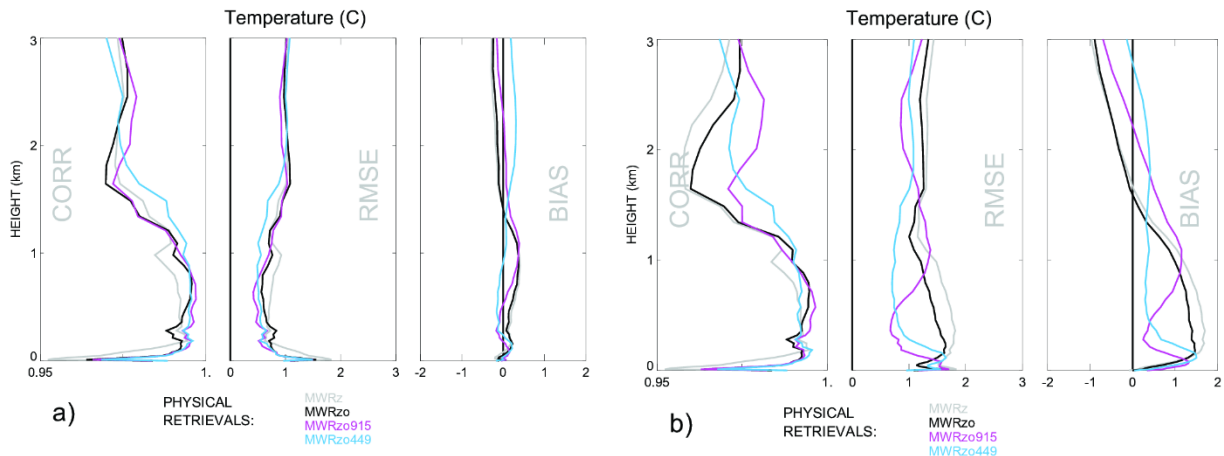 Temperature (C)
3
2
1
0
HEIGHT (km)
CORR
RMSE
BIAS
0.95
1.
0
1
2
3
-2
-1
0
1
2
a)
PHYSICAL
RETRIEVALS:
MWRz
MWRzo
MWRzo915
MWRzo449
Temperature (C)
3
2
1
0
HEIGHT (km)
CORR
RMSE
BIAS
0.95
1.
0
1
2
3
-2
-1
0
1
2
b)
PHYSICAL
RETRIEVALS:
MWRz
MWRzo
MWRzo915
MWRzo449